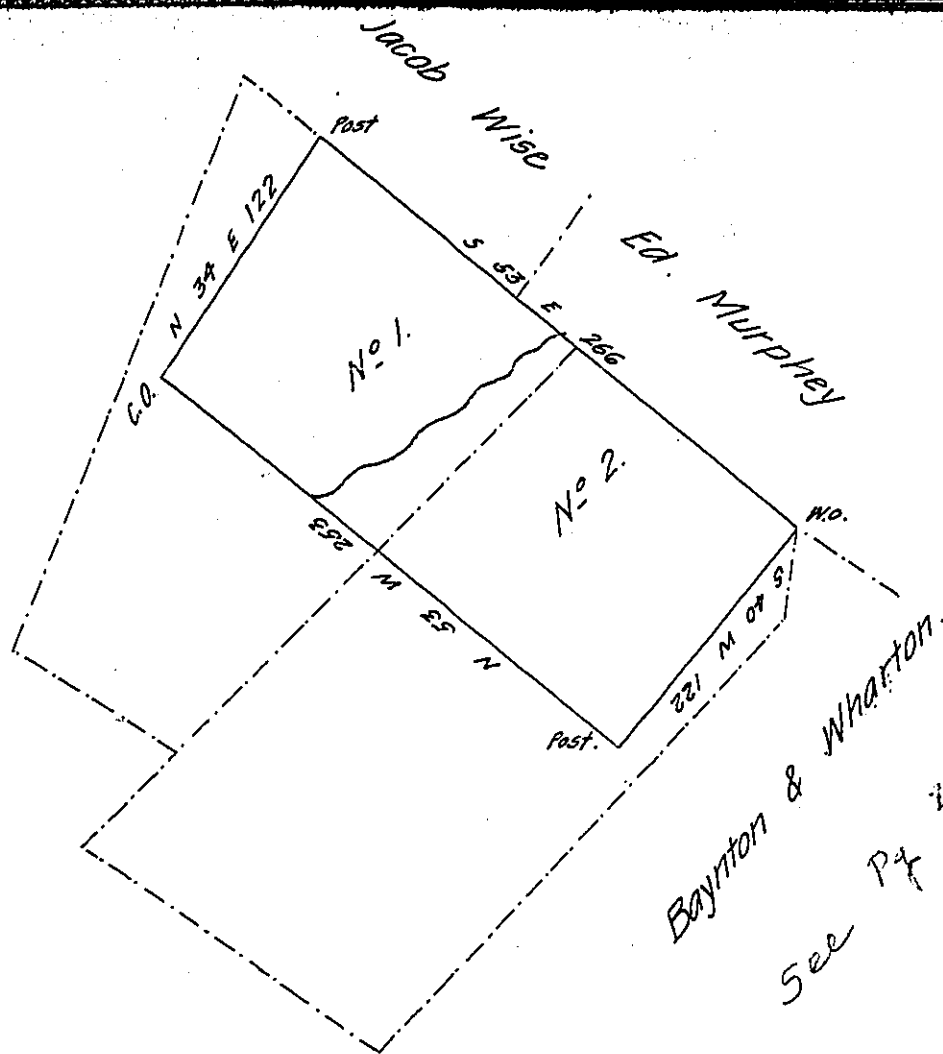 Jacob Wise
Post
N 34 E 122
S 53 E 266
Ed. Murphey
Nº 1.
C.O.
Nº 2.
W.O.
N 53 W 253
S 40 W 122
Post.
Baynton & Wharton.
See Pg